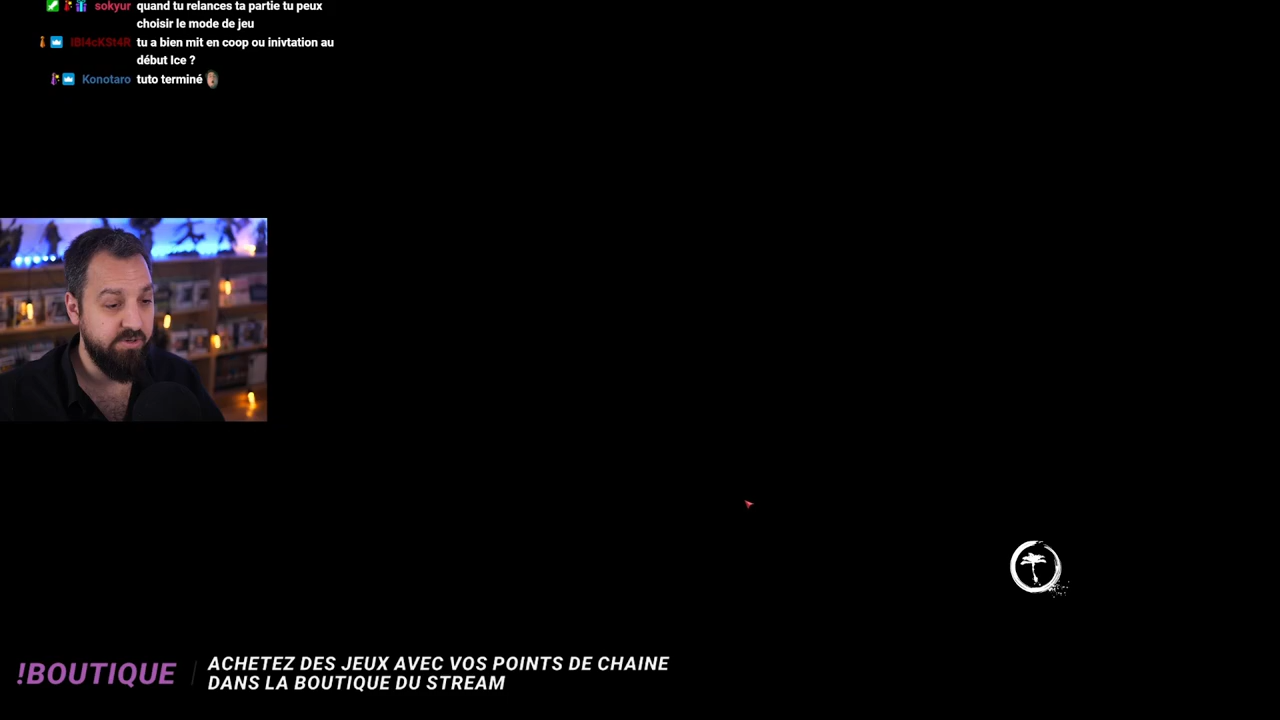 sokyur quand tu relances ta partie tu peux
choisir le mode de jeu
iBl4cKSt4R tu a bien mit en coop ou inivtation au
début Ice ?
Konotaro tuto terminé
!BOUTIQUE
ACHETEZ DES JEUX AVEC VOS POINTS DE CHAINE
DANS LA BOUTIQUE DU STREAM